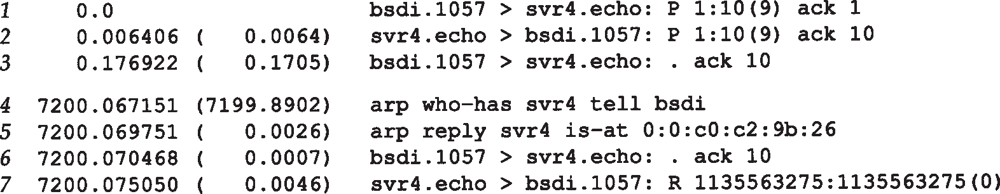 1 0.0 bsdi.1057 > svr4.echo: P 1:10(9) ack 1
2 0.006406 ( 0.0064) svr4.echo > bsdi.1057: P 1:10(9) ack 10
3 0.176922 ( 0.1705) bsdi.1057 > svr4.echo: . ack 10
4 7200.067151 (7199.8902) arp who-has svr4 tell bsdi
5 7200.069751 ( 0.0026) arp reply svr4 is-at 0:0:c0:c2:9b:26
6 7200.070468 ( 0.0007) bsdi.1057 > svr4.echo: . ack 10
7 7200.075050 ( 0.0046) svr4.echo > bsdi.1057: R 1135563275:1135563275(0)